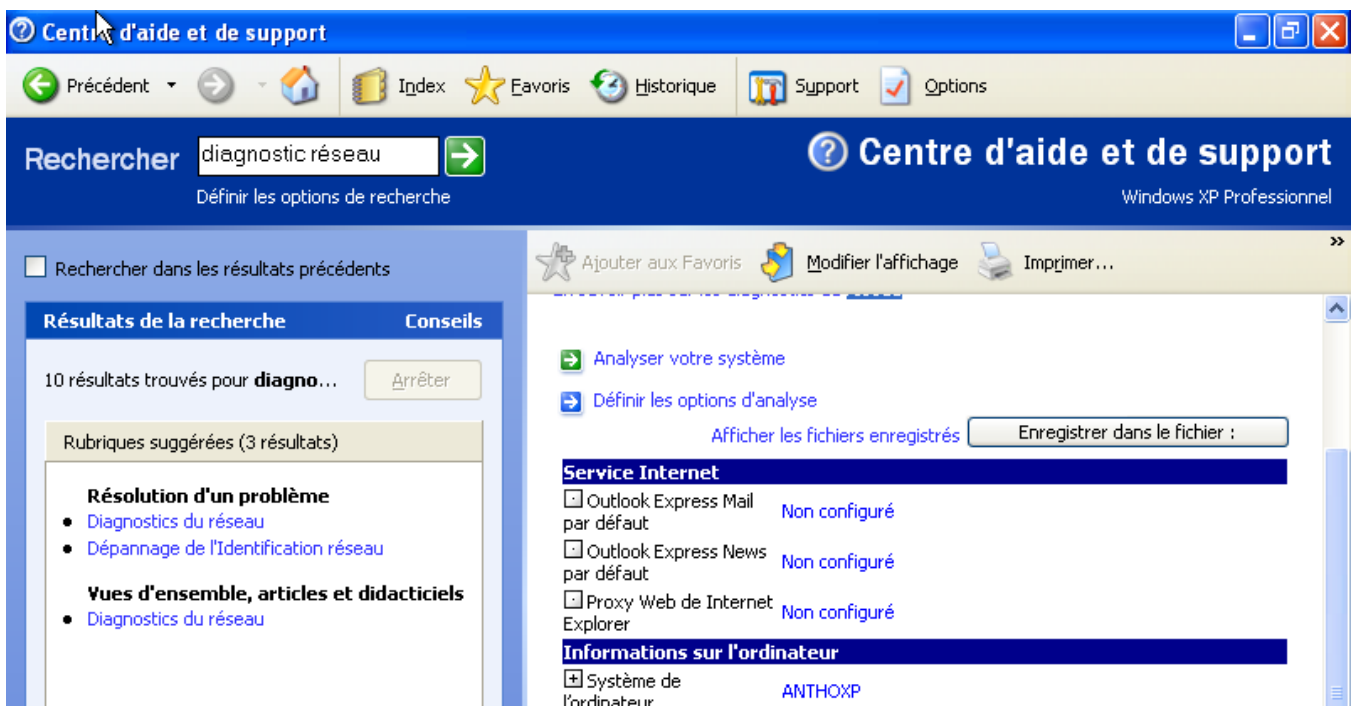 Centre d'aide et de support
Précédent
Index
Favoris
Historique
Support
Options
Rechercher
diagnostic réseau
Définir les options de recherche
Centre d'aide et de support
Windows XP Professionnel
Rechercher dans les résultats précédents
Résultats de la recherche
Conseils
10 résultats trouvés pour diagno...
Arrêter
Rubriques suggérées (3 résultats)
Résolution d'un problème
Diagnostics du réseau
Dépannage de l'Identification réseau
Vues d'ensemble, articles et didacticiels
Diagnostics du réseau
Ajouter aux Favoris
Modifier l'affichage
Imprimer...
»
Analyser votre système
Définir les options d'analyse
Afficher les fichiers enregistrés
Enregistrer dans le fichier :
Service Internet
Outlook Express Mail
par défaut
Non configuré
Outlook Express News
par défaut
Non configuré
Proxy Web de Internet
Explorer
Non configuré
Informations sur l'ordinateur
Système de
l'ordinateur
ANTHOXP